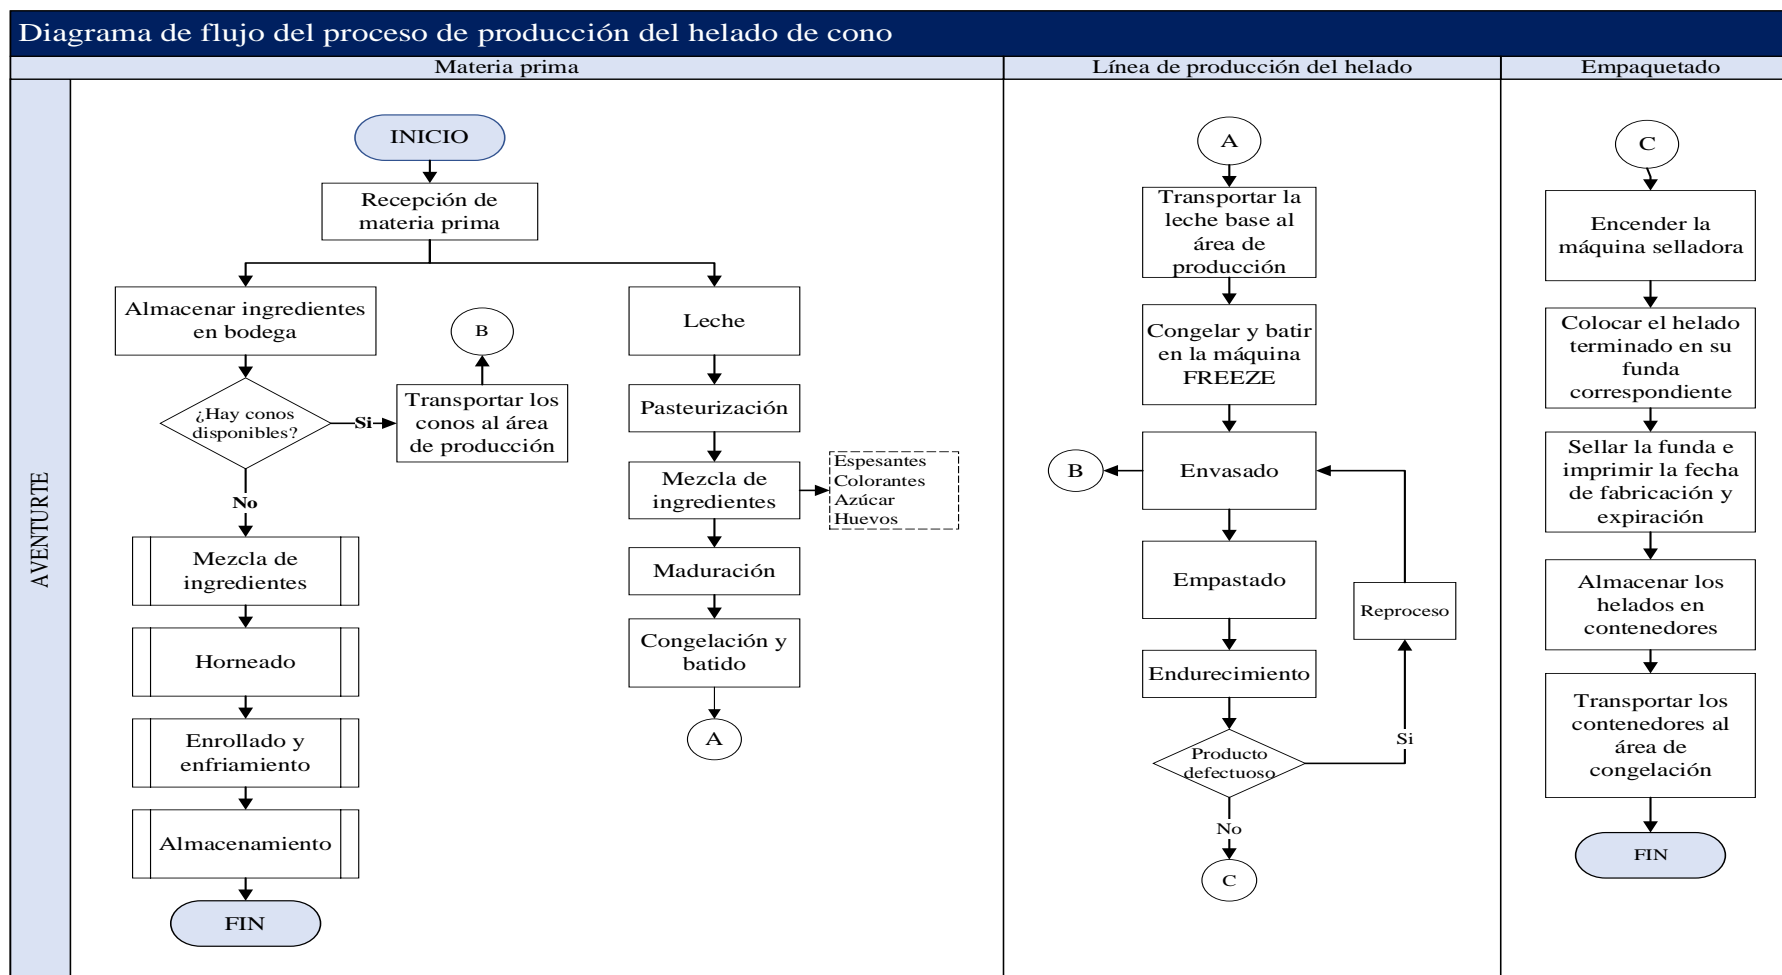 Diagrama de flujo del proceso de producción del helado de cono
Materia prima
Línea de producción del helado
Empaquetado
AVENTURTE
INICIO
Recepción de
materia prima
Almacenar ingredientes
en bodega
¿Hay conos
disponibles?
Si
Transportar los
conos al área
de producción
B
No
Mezcla de
ingredientes
Horneado
Enrollado y
enfriamiento
Almacenamiento
FIN
Leche
Pasteurización
Mezcla de
ingredientes
Espesantes
Colorantes
Azúcar
Huevos
Maduración
Congelación y
batido
A
A
Transportar la
leche base al
área de
producción
Congelar y batir
en la máquina
FREEZE
Envasado
B
Empastado
Endurecimiento
Producto
defectuoso
Si
Reproceso
No
C
C
Encender la
máquina selladora
Colocar el helado
terminado en su
funda
correspondiente
Sellar la funda e
imprimir la fecha
de fabricación y
expiración
Almacenar los
helados en
contenedores
Transportar los
contenedores al
área de
congelación
FIN